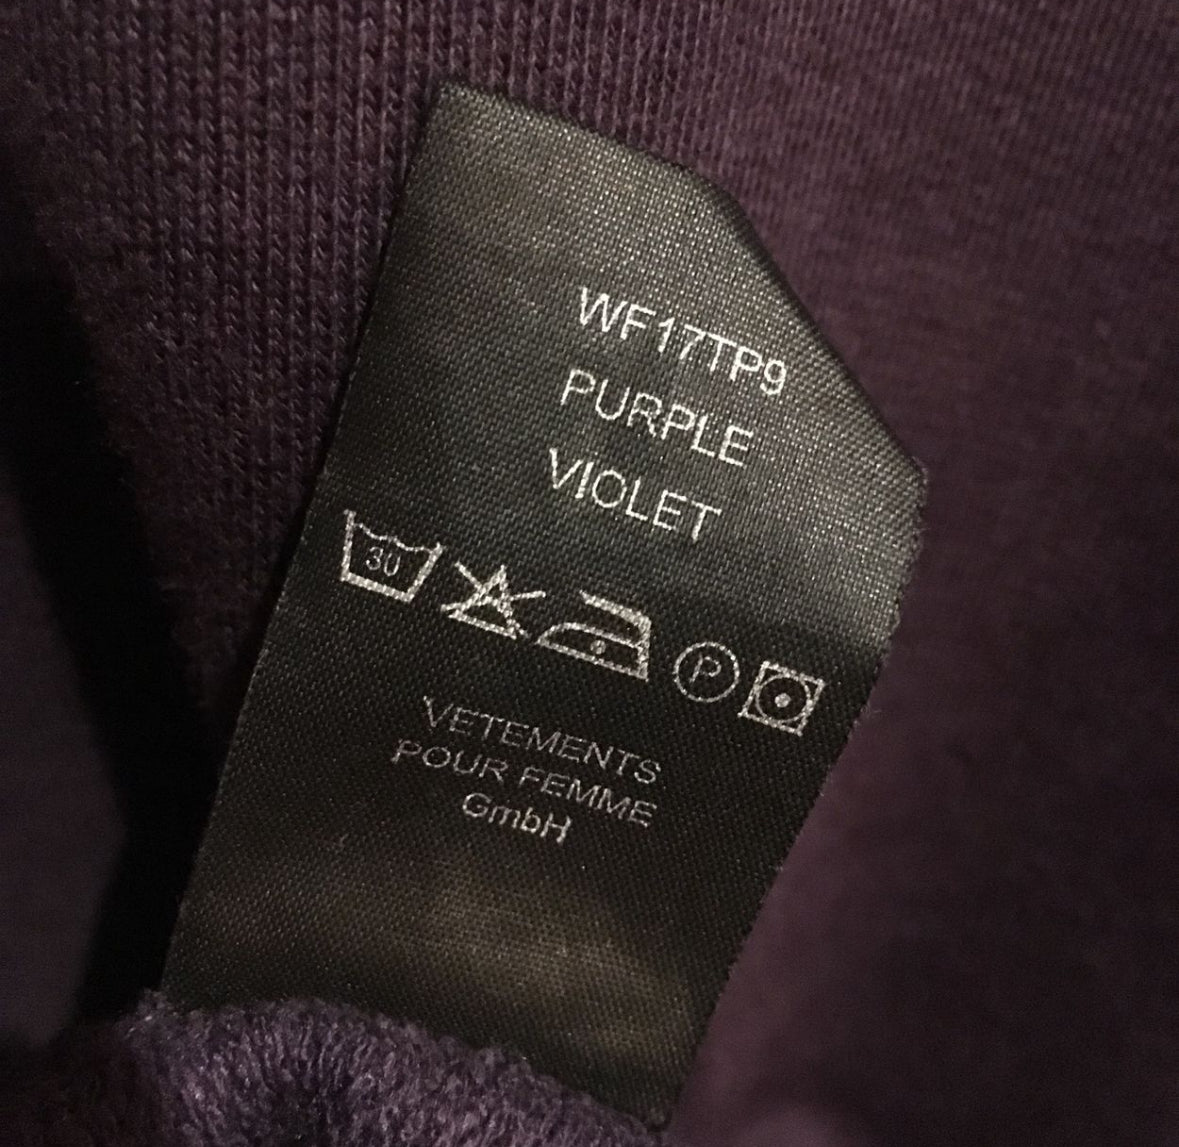 WF17TP9
PURPLE
VIOLET
30 P
VETEMENTS
POUR FEMME
GmbH